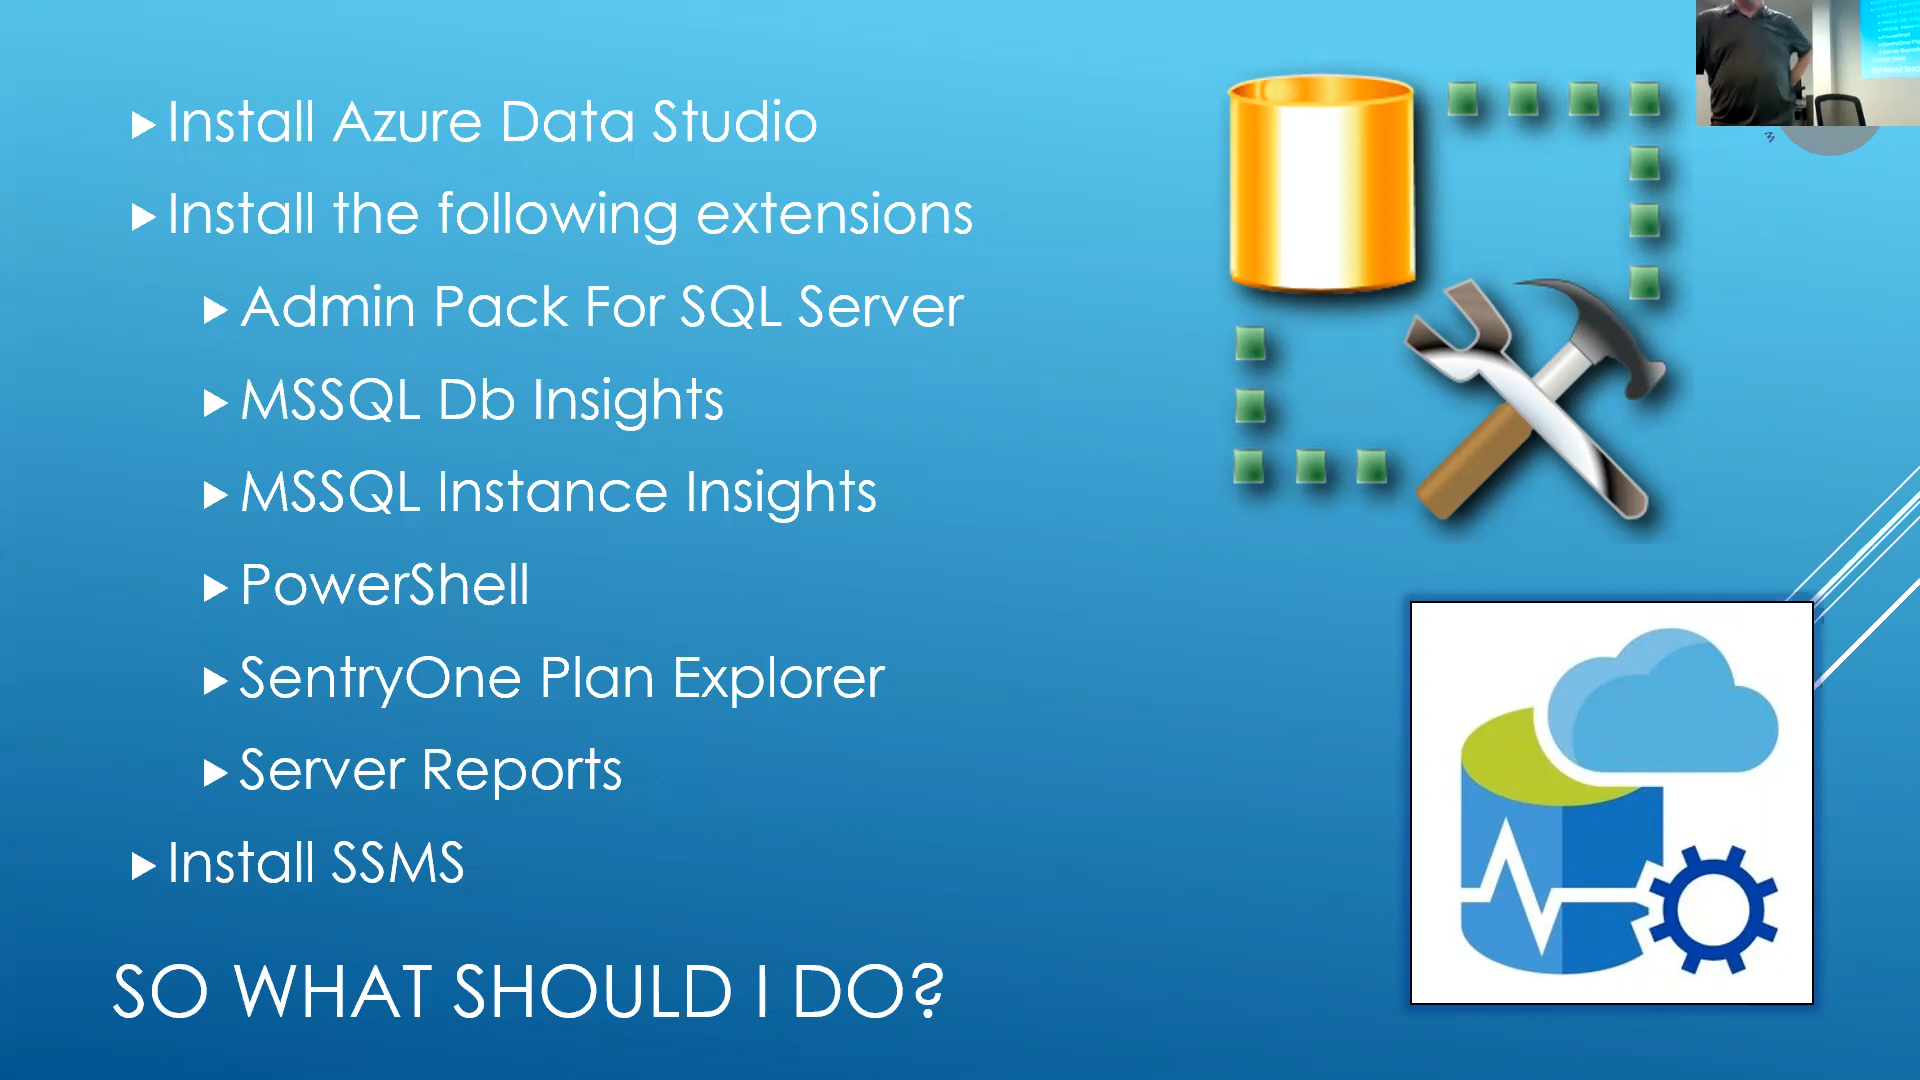 Install Azure Data Studio
Install the following extensions
Admin Pack For SQL Server
MSSQL Db Insights
MSSQL Instance Insights
PowerShell
SentryOne Plan Explorer
Server Reports
Install SSMS
SO WHAT SHOULD I DO?